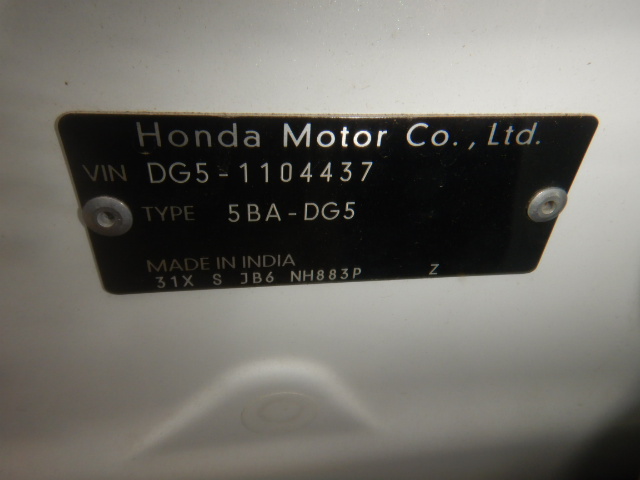 Honda Motor Co., Ltd.
VIN DG5-1104437
TYPE 5BA-DG5
MADE IN INDIA
31X S JB6 NH883P Z